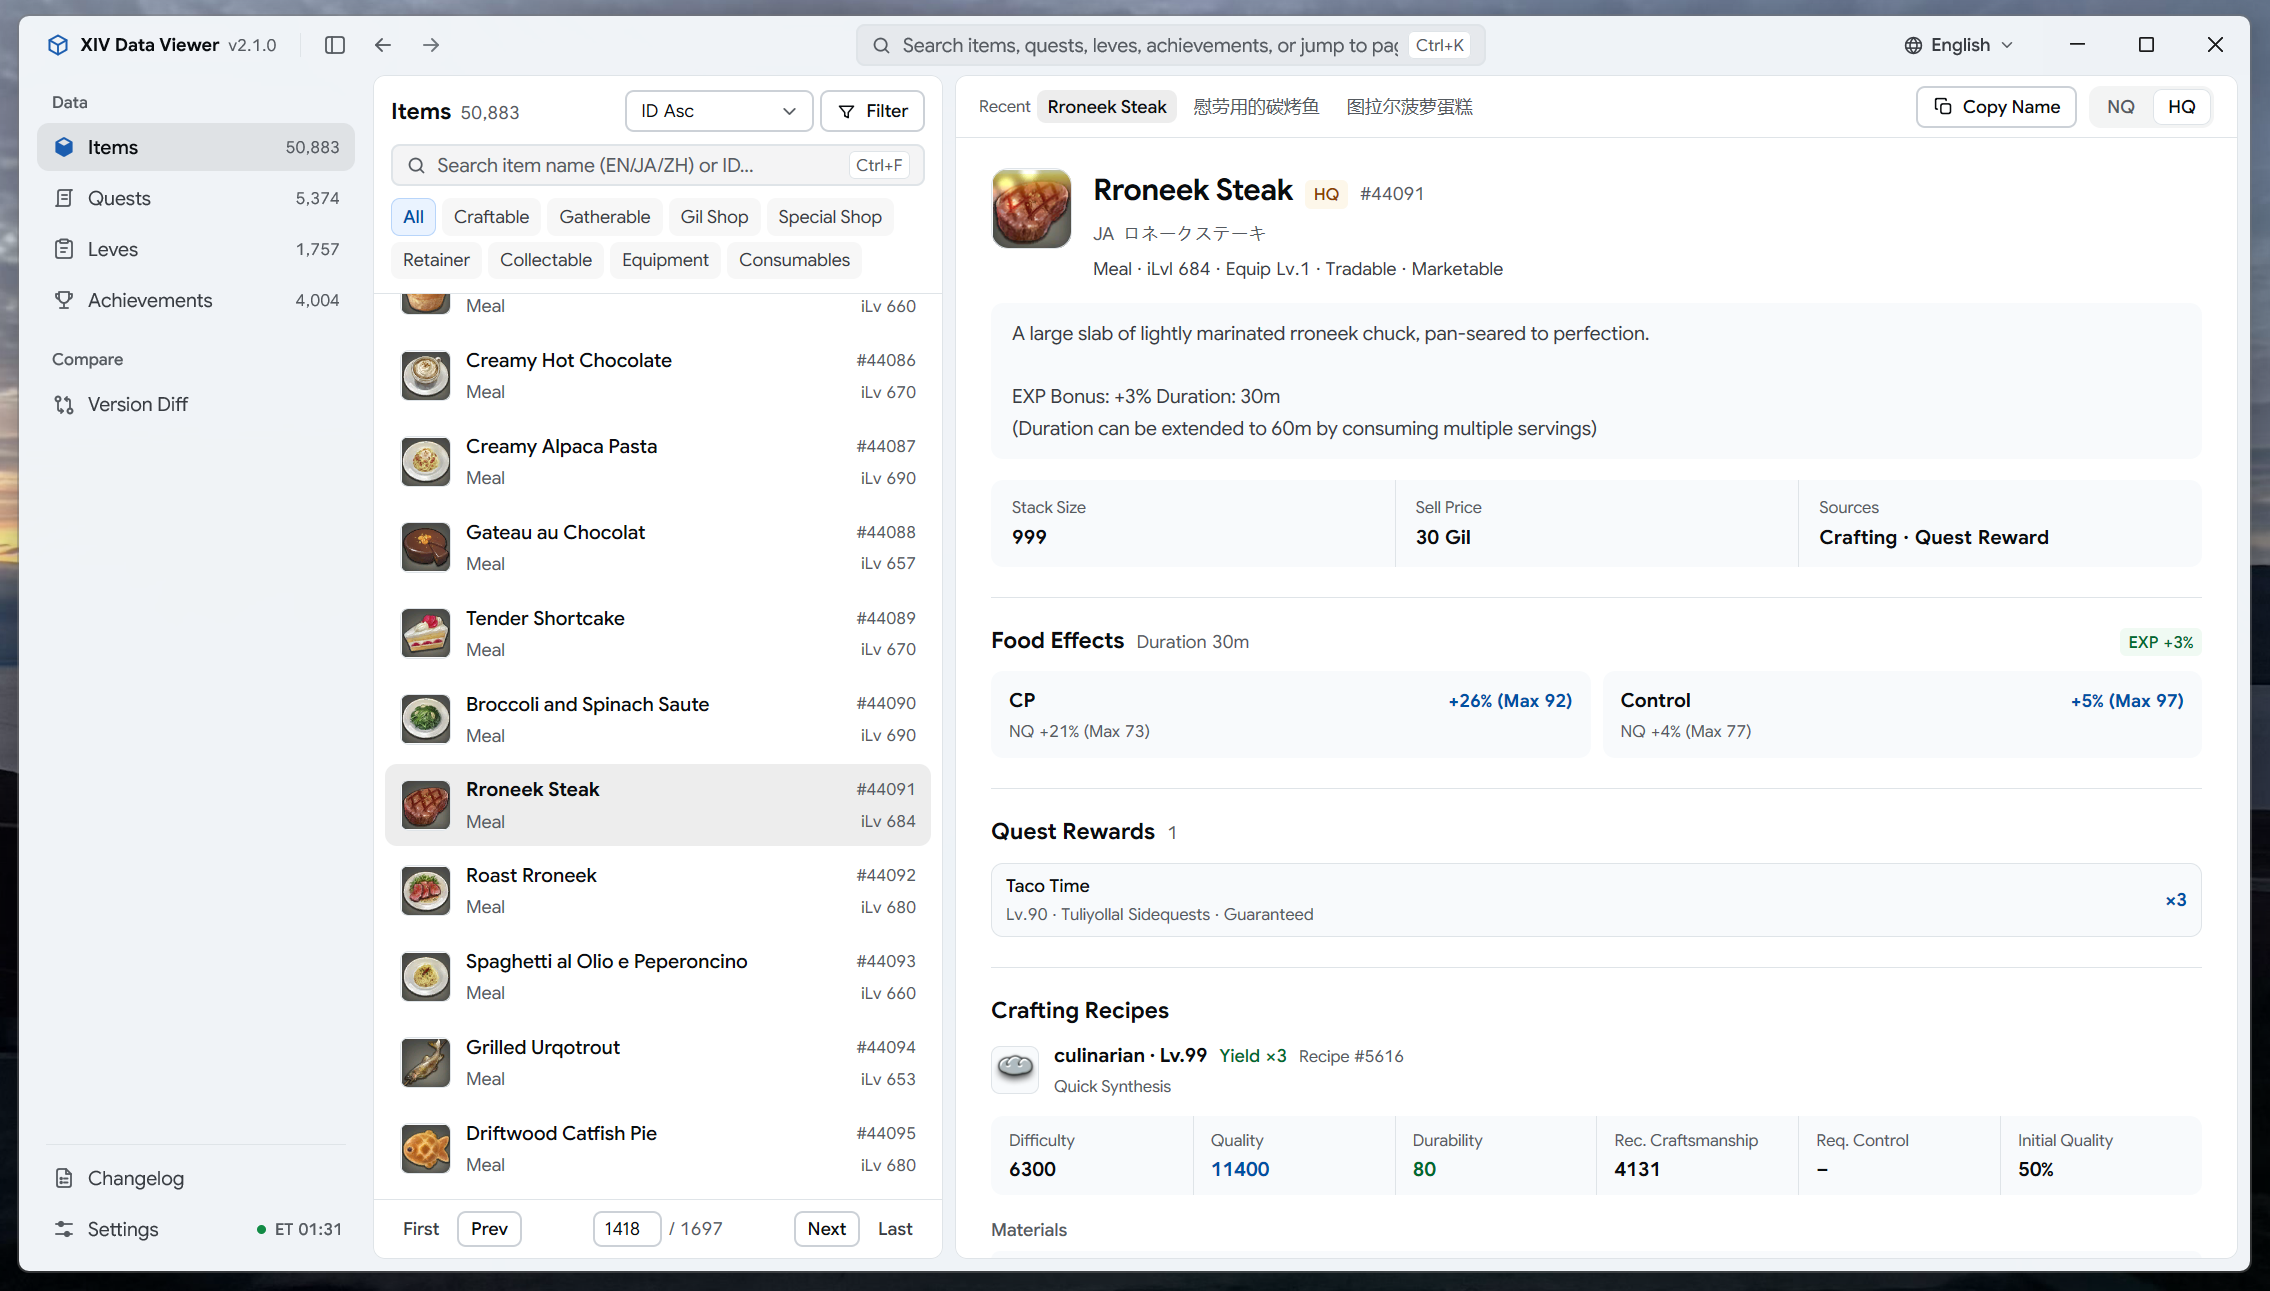 XIV Data Viewer v2.1.0
Search items, quests, leves, achievements, or jump to pag Ctrl+K
English
Data
Items 50,883
Quests 5,374
Leves 1,757
Achievements 4,004
Compare
Version Diff
Changelog
Settings ET 01:31
Items 50,883 ID Asc Filter
Search item name (EN/JA/ZH) or ID... Ctrl+F
All Craftable Gatherable Gil Shop Special Shop
Retainer Collectable Equipment Consumables
Meal iLv 660
Creamy Hot Chocolate #44086
Meal iLv 670
Creamy Alpaca Pasta #44087
Meal iLv 690
Gateau au Chocolat #44088
Meal iLv 657
Tender Shortcake #44089
Meal iLv 670
Broccoli and Spinach Saute #44090
Meal iLv 690
Rroneek Steak #44091
Meal iLv 684
Roast Rroneek #44092
Meal iLv 680
Spaghetti al Olio e Peperoncino #44093
Meal iLv 660
Grilled Urqotrout #44094
Meal iLv 653
Driftwood Catfish Pie #44095
Meal iLv 680
First Prev 1418 / 1697 Next Last
Recent Rroneek Steak 慰劳用的碳烤鱼 图拉尔菠萝蛋糕 Copy Name NQ HQ
Rroneek Steak HQ #44091
JA ロネークステーキ
Meal · iLvl 684 · Equip Lv.1 · Tradable · Marketable
A large slab of lightly marinated rroneek chuck, pan-seared to perfection.
EXP Bonus: +3% Duration: 30m
(Duration can be extended to 60m by consuming multiple servings)
Stack Size Sell Price Sources
999 30 Gil Crafting · Quest Reward
Food Effects Duration 30m EXP +3%
CP +26% (Max 92) Control +5% (Max 97)
NQ +21% (Max 73) NQ +4% (Max 77)
Quest Rewards 1
Taco Time
Lv.90 · Tuliyollal Sidequests · Guaranteed
×3
Crafting Recipes
culinarian · Lv.99 Yield ×3 Recipe #5616
Quick Synthesis
Difficulty Quality Durability Rec. Craftsmanship Req. Control Initial Quality
6300 11400 80 4131 – 50%
Materials